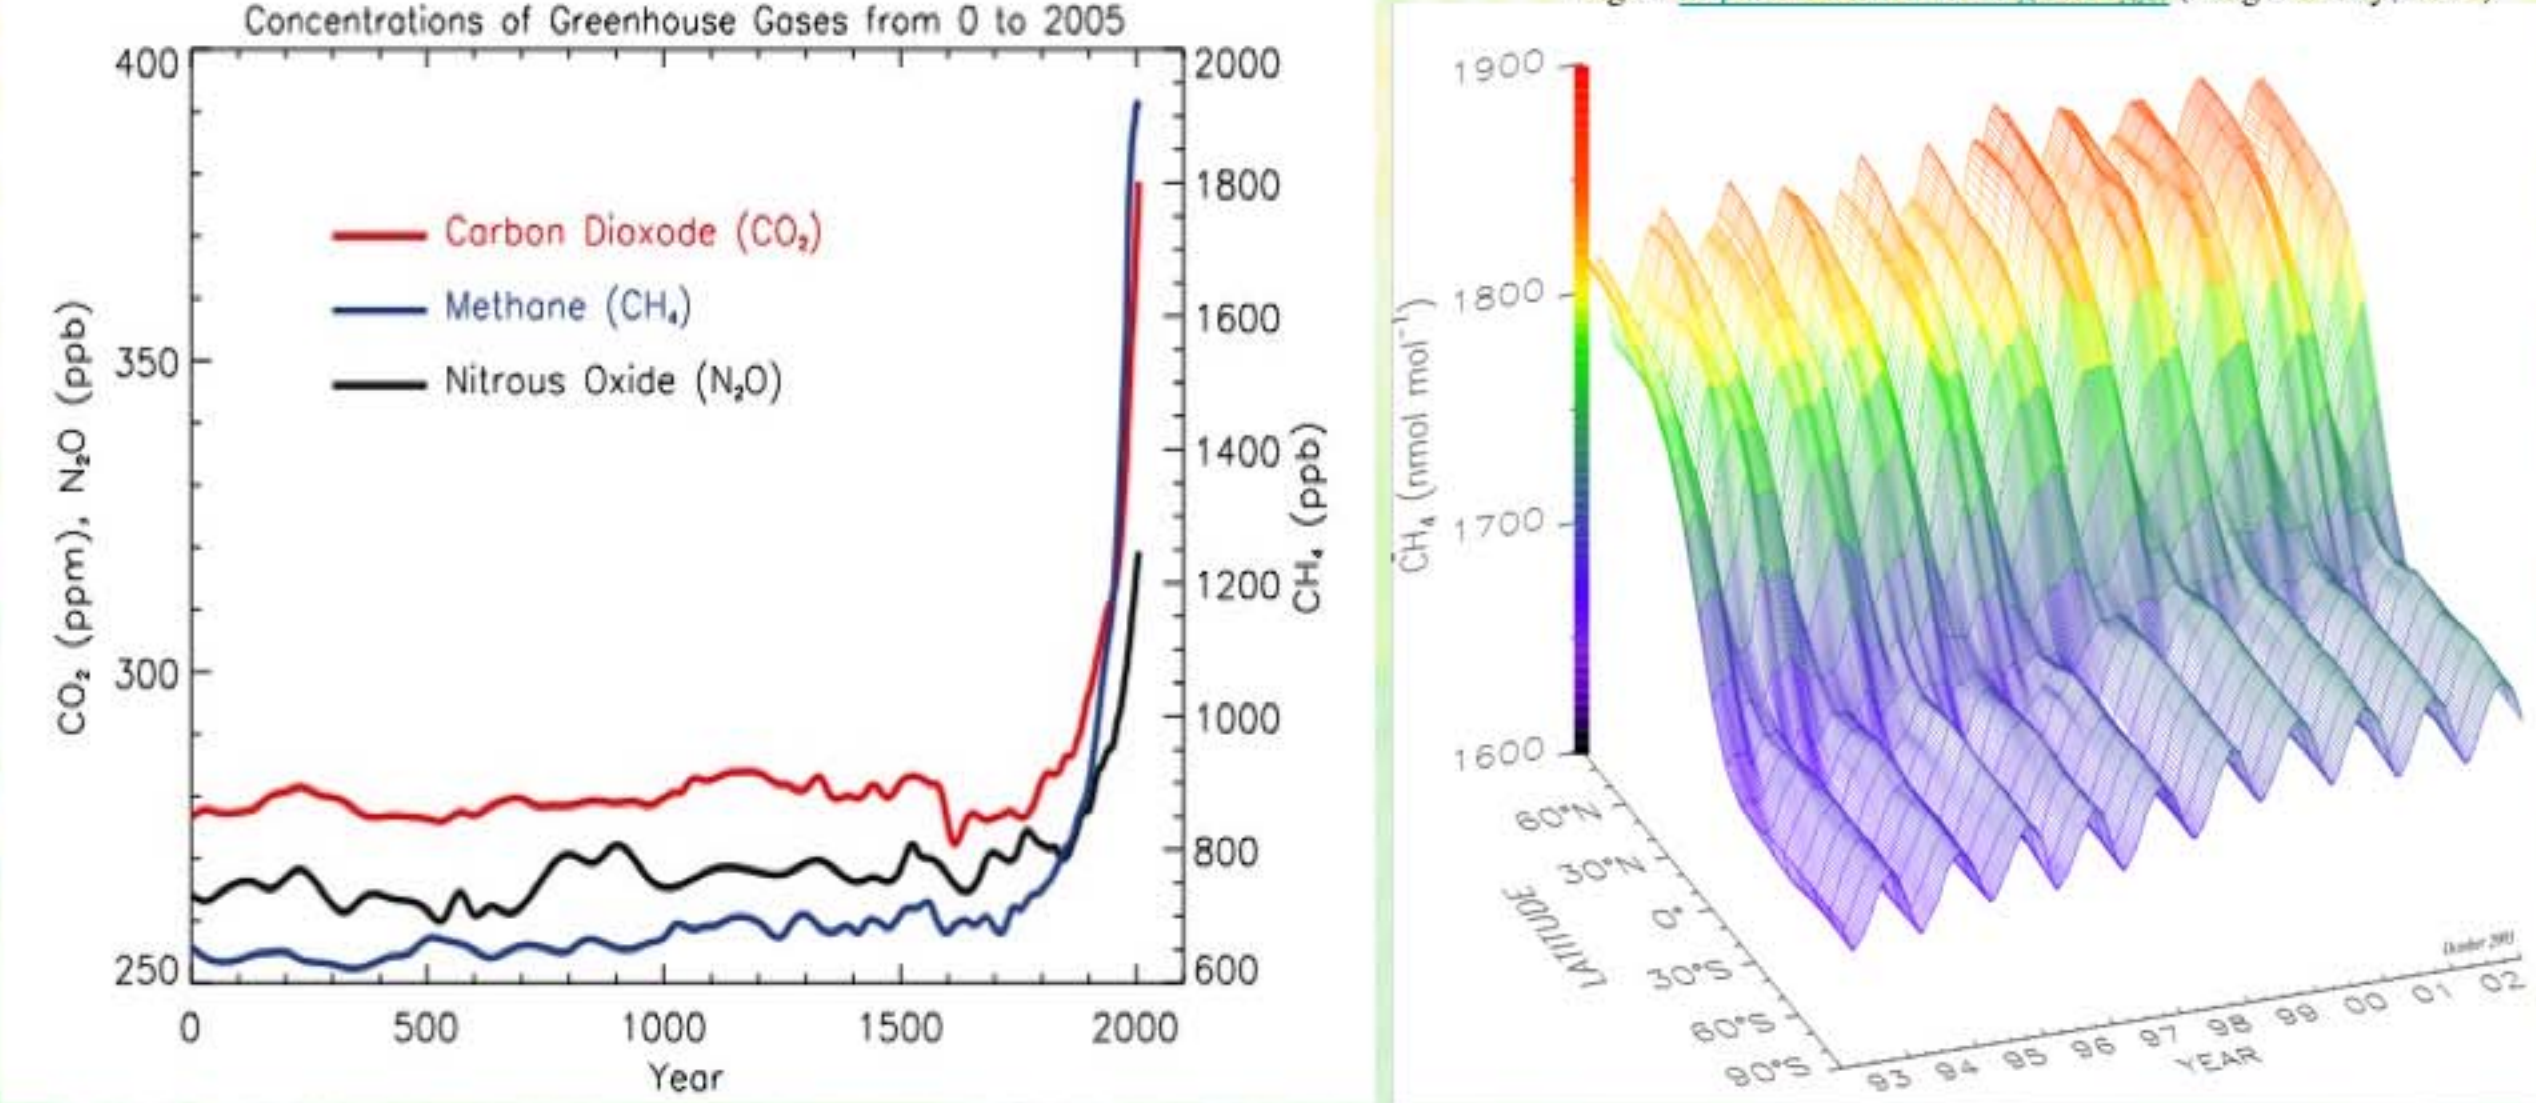 Concentrations of Greenhouse Gases from 0 to 2005
400
350
300
250
CO₂ (ppm), N₂O (ppb)
Carbon Dioxode (CO₂)
Methane (CH₄)
Nitrous Oxide (N₂O)
2000
1800
1600
1400
1200
1000
800
600
CH₄ (ppb)
0 500 1000 1500 2000
Year
1900
1800
1700
1600
CH₄ (nmol mol⁻¹)
60°N
30°N
0°
30°S
60°S
90°S
LATITUDE
93 94 95 96 97 98 99 00 01 02
YEAR
October 2003